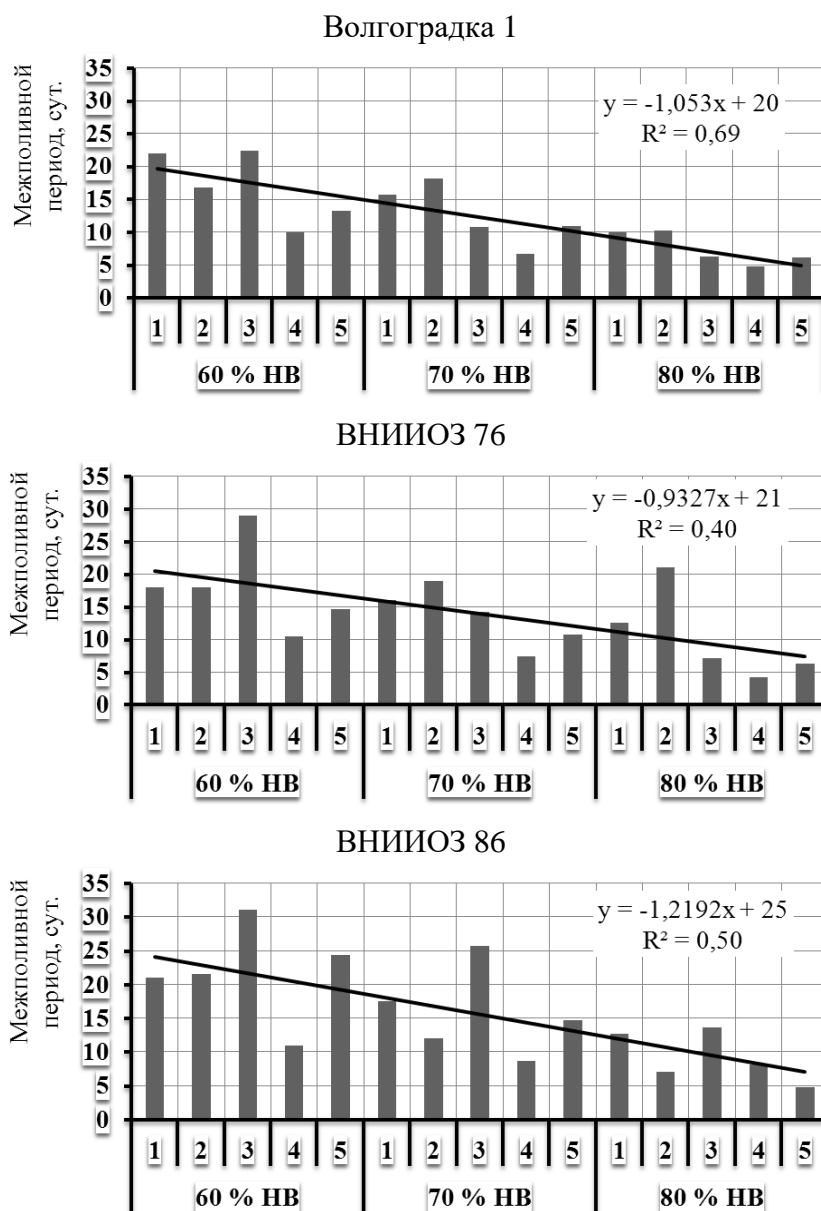 Волгоградка 1
Межполивной
период, сут.
35
30
25
20
15
10
5
0
y = -1,053x + 20
R² = 0,69
1 2 3 4 5 1 2 3 4 5 1 2 3 4 5
60 % НВ 70 % НВ 80 % НВ
ВНИИОЗ 76
Межполивной
период, сут.
35
30
25
20
15
10
5
0
y = -0,9327x + 21
R² = 0,40
1 2 3 4 5 1 2 3 4 5 1 2 3 4 5
60 % НВ 70 % НВ 80 % НВ
ВНИИОЗ 86
Межполивной
период, сут.
35
30
25
20
15
10
5
0
y = -1,2192x + 25
R² = 0,50
1 2 3 4 5 1 2 3 4 5 1 2 3 4 5
60 % НВ 70 % НВ 80 % НВ